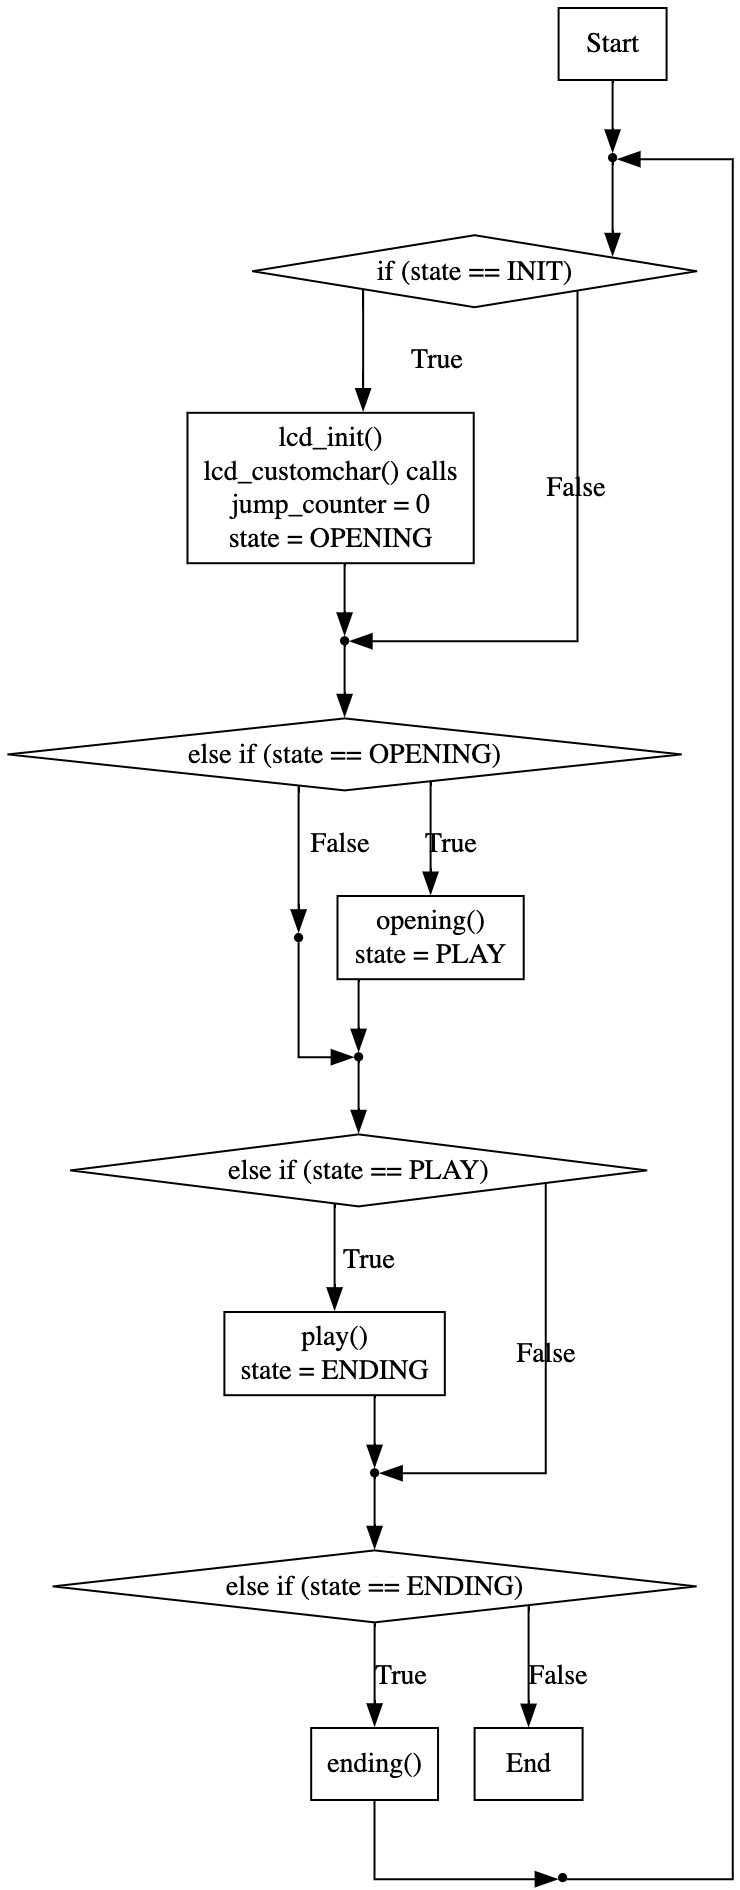 Start
if (state == INIT)
True
lcd_init()
lcd_customchar() calls
jump_counter = 0
state = OPENING
False
else if (state == OPENING)
False
True
opening()
state = PLAY
else if (state == PLAY)
True
play()
state = ENDING
False
else if (state == ENDING)
True
False
ending()
End